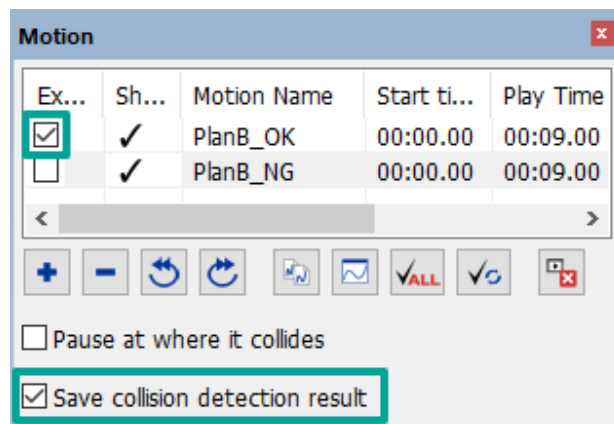 Motion
Ex... Sh... Motion Name Start ti... Play Time
PlanB_OK 00:00.00 00:09.00
PlanB_NG 00:00.00 00:09.00
ALL
Pause at where it collides
Save collision detection result